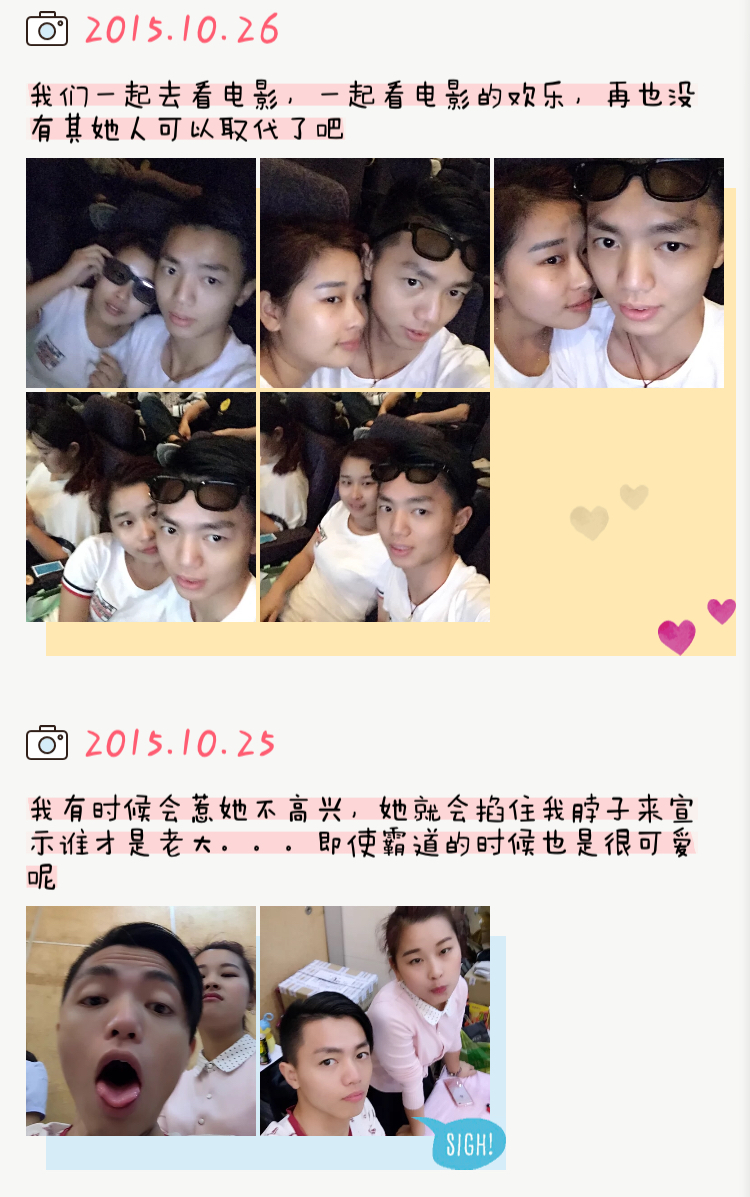 2015.10.26
我们一起去看电影，一起看电影的欢乐，再也没
有其她人可以取代了吧
2015.10.25
我有时候会惹她不高兴，她就会掐住我脖子来宣
示谁才是老大。。。即使霸道的时候也是很可爱
呢
SIGH!